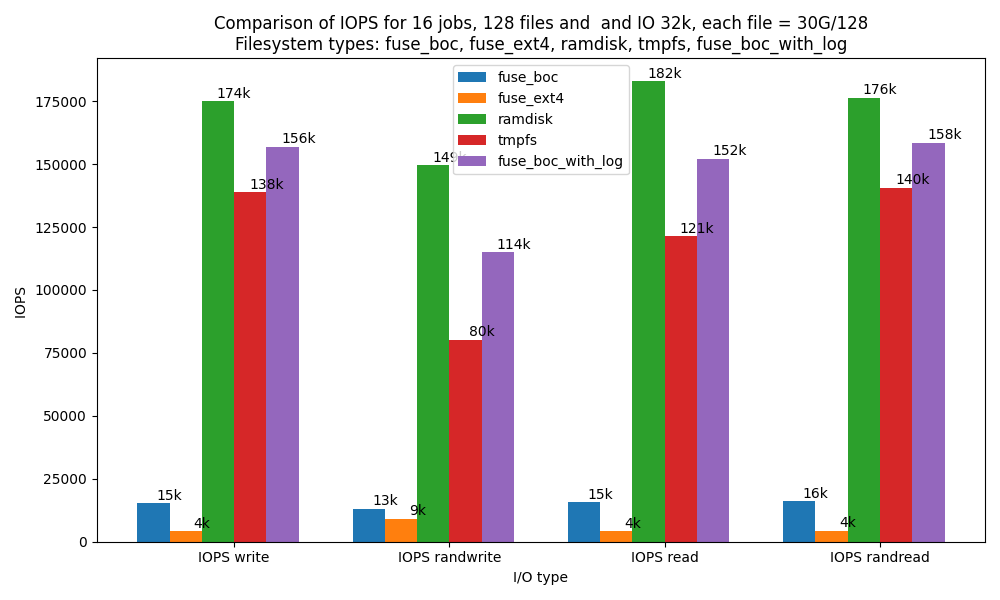 Comparison of IOPS for 16 jobs, 128 files and  and IO 32k, each file = 30G/128
Filesystem types: fuse_boc, fuse_ext4, ramdisk, tmpfs, fuse_boc_with_log
fuse_boc
fuse_ext4
ramdisk
tmpfs
fuse_boc_with_log
IOPS
175000
150000
125000
100000
75000
50000
25000
0
15k
4k
174k
138k
156k
13k
9k
149k
80k
114k
15k
4k
182k
121k
152k
16k
4k
176k
140k
158k
IOPS write
IOPS randwrite
IOPS read
IOPS randread
I/O type